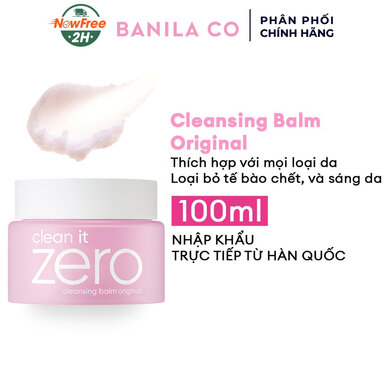 NowFree
2H
BANILA CO
PHÂN PHỐI
CHÍNH HÃNG
Cleansing Balm
Original
Thích hợp với mọi loại da
Loại bỏ tế bào chết, và sáng da
100ml
NHẬP KHẨU
TRỰC TIẾP TỪ HÀN QUỐC
clean it
zero
cleansing balm original